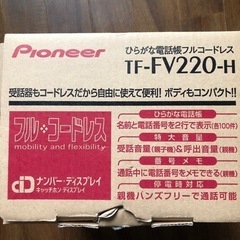 Pioneer
ひらがな電話帳フルコードレス
TF-FV220-H
受話器もコードレスだから自由に使えて便利!ボディもコンパクト!!
フル・コードレス
mobility and flexibility
ナンバー・ディスプレイ
キャッチホン・ディスプレイ
ひらがな電話帳
名前と電話番号を2行で表示(各100件)
特大音量
受話音量(親子機)&呼出音量(親機)
番号メモ
通話中に電話番号をメモできる(親機)
停電時対応
親機ハンズフリーで通話可能